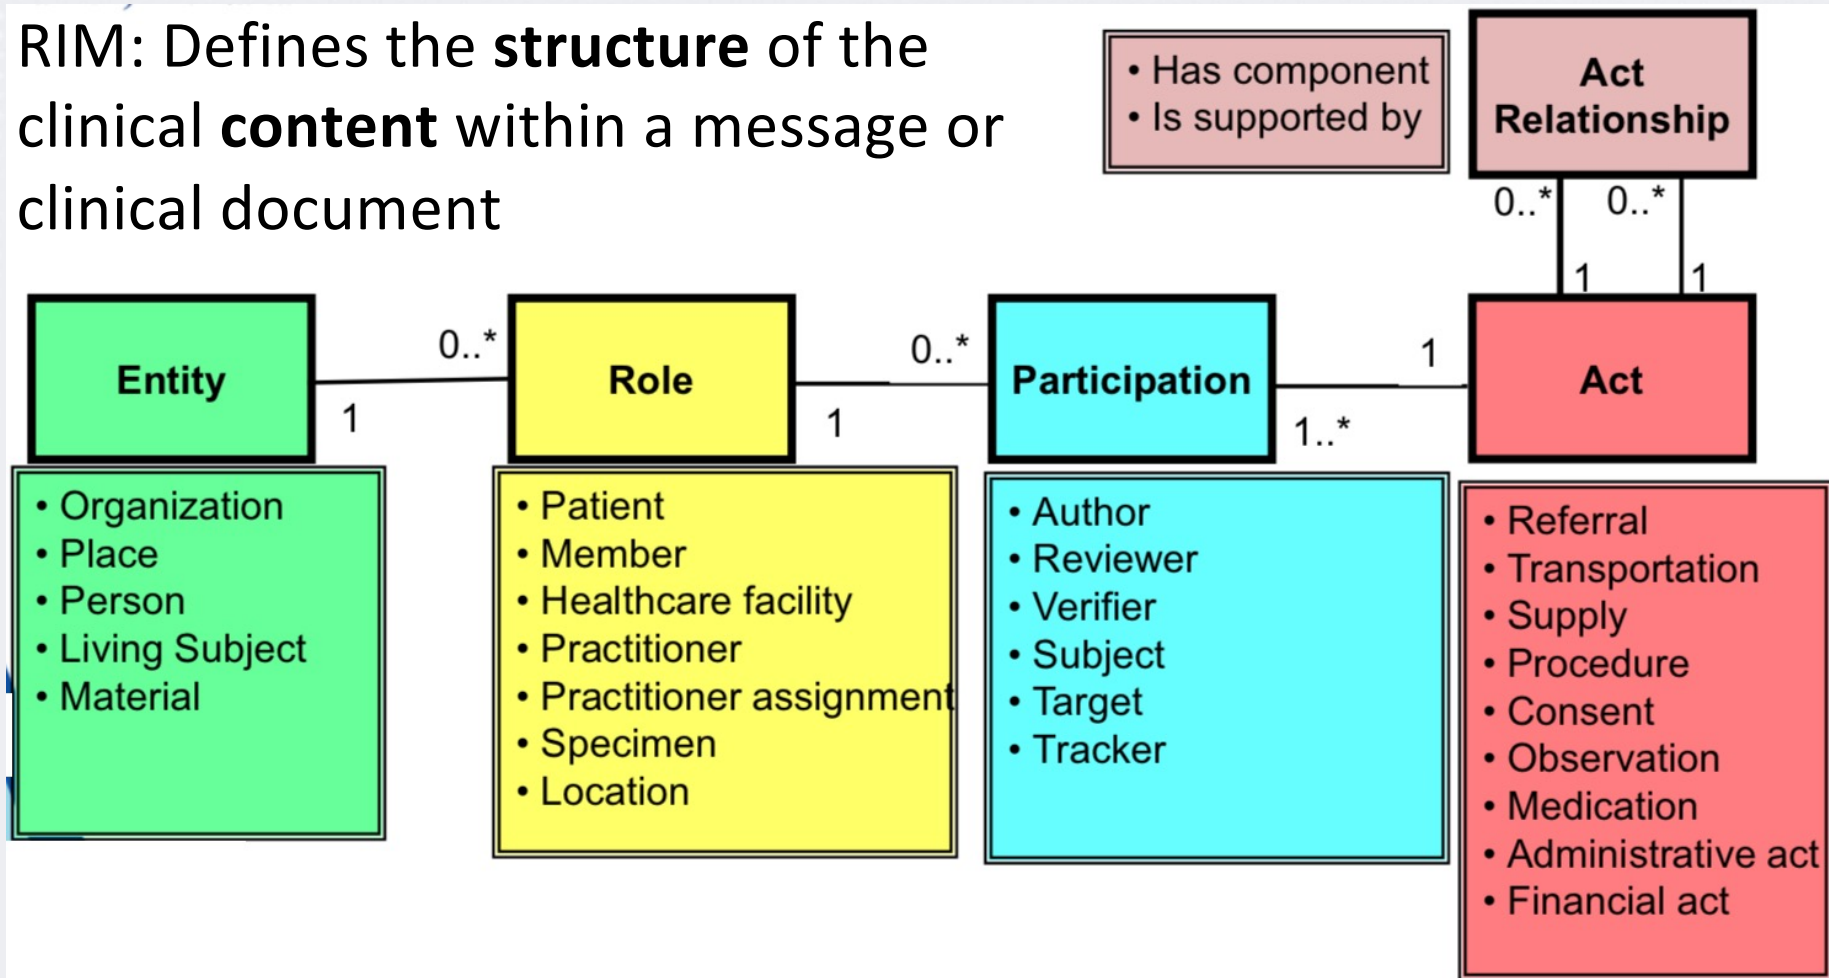 RIM: Defines the structure of the
clinical content within a message or
clinical document
• Has component
• Is supported by
Act
Relationship
0..* 0..*
1 1
Entity
1
0..*
Role
1
0..*
Participation
1..*
1
Act
• Organization
• Place
• Person
• Living Subject
• Material
• Patient
• Member
• Healthcare facility
• Practitioner
• Practitioner assignment
• Specimen
• Location
• Author
• Reviewer
• Verifier
• Subject
• Target
• Tracker
• Referral
• Transportation
• Supply
• Procedure
• Consent
• Observation
• Medication
• Administrative act
• Financial act